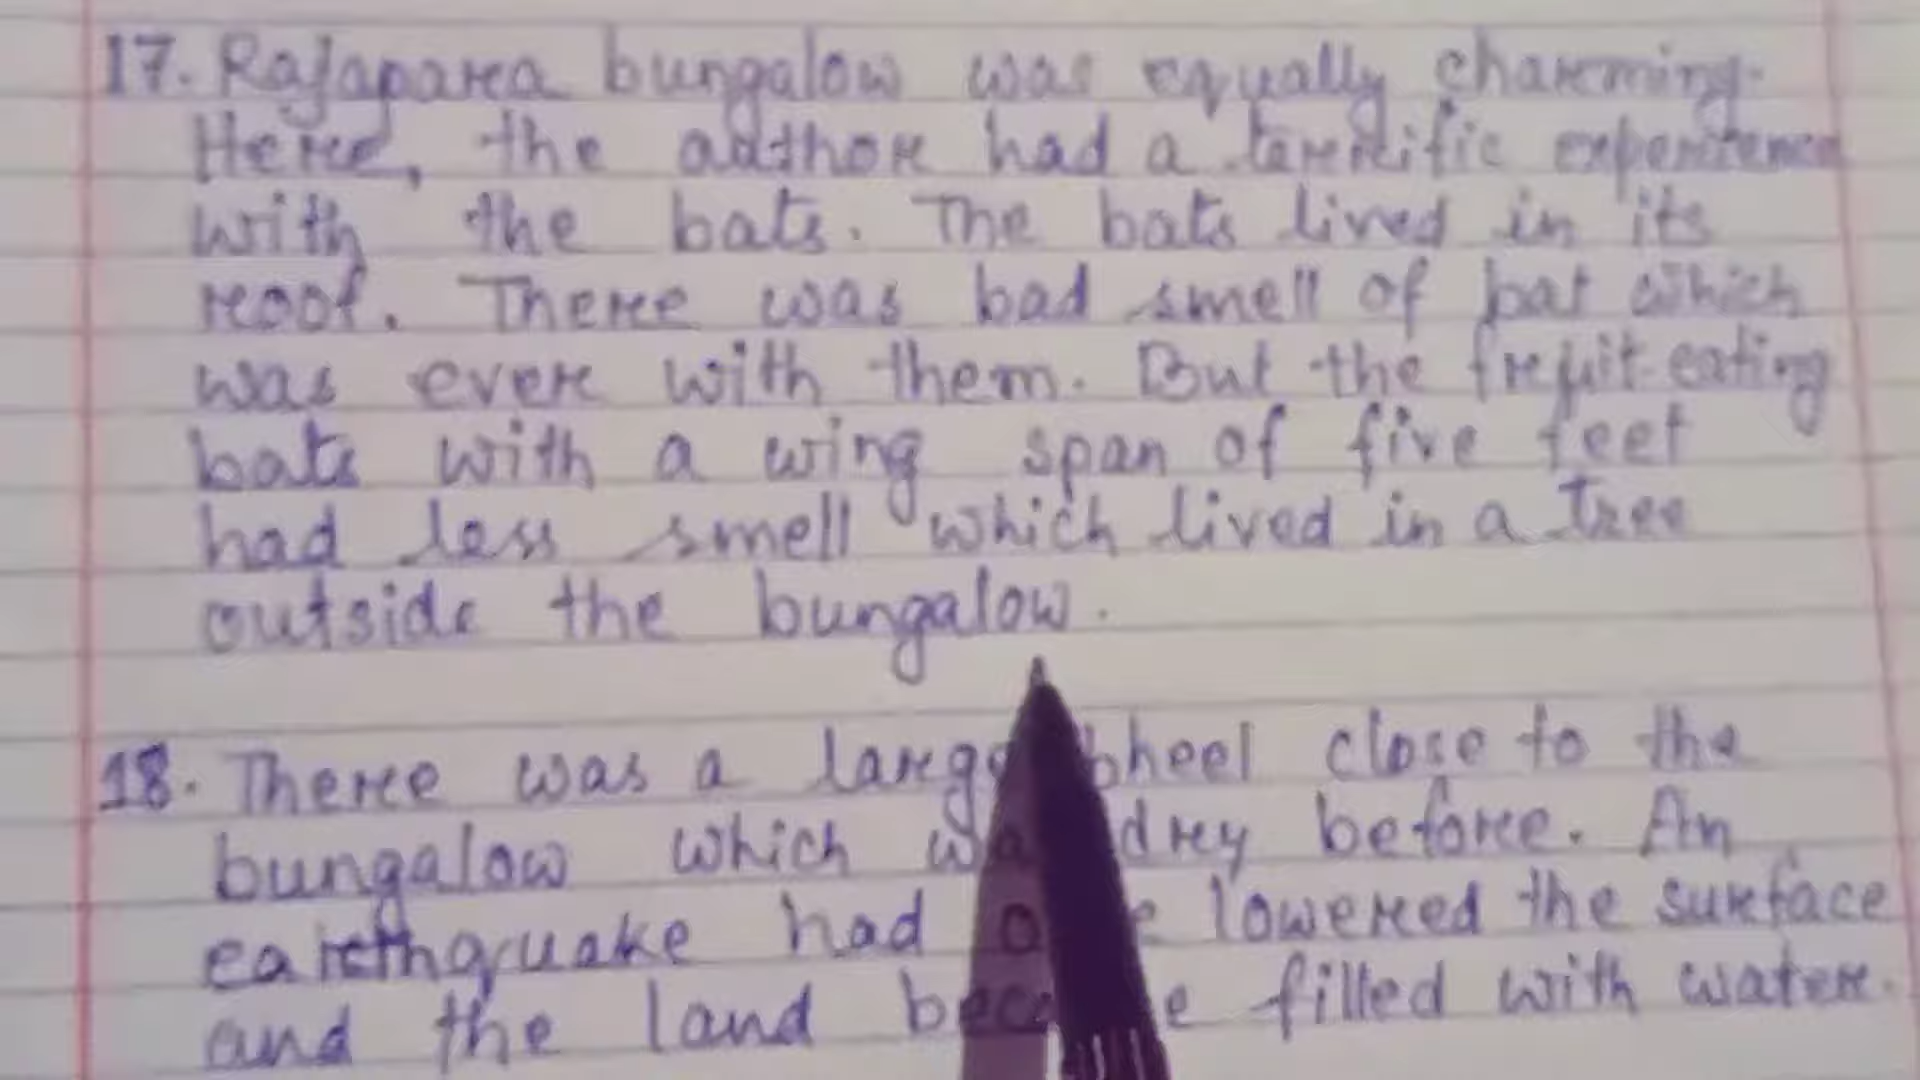 17. Rajapara bungalow was equally charming.
Here, the author had a terrific experience
with the bats. The bats lived in its
roof. There was bad smell of bat which
was ever with them. But the fruit-eating
bats with a wing span of five feet
had less smell which lived in a tree
outside the bungalow.
18. There was a large bheel close to the
bungalow which dry before. An
earthquake had lowered the surface
and the land filled with water.